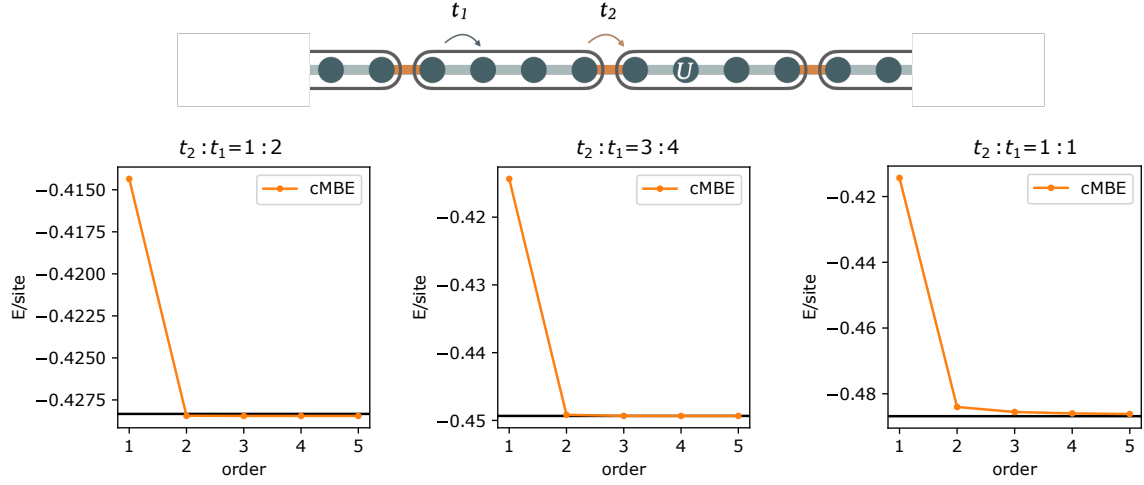 t1 t2
U
t2 : t1=1 : 2
t2 : t1=3 : 4
t2 : t1=1 : 1
cMBE
−0.4150
−0.4175
−0.4200
−0.4225
−0.4250
−0.4275
E/site
1 2 3 4 5
order
cMBE
−0.42
−0.43
−0.44
−0.45
E/site
1 2 3 4 5
order
cMBE
−0.42
−0.44
−0.46
−0.48
E/site
1 2 3 4 5
order